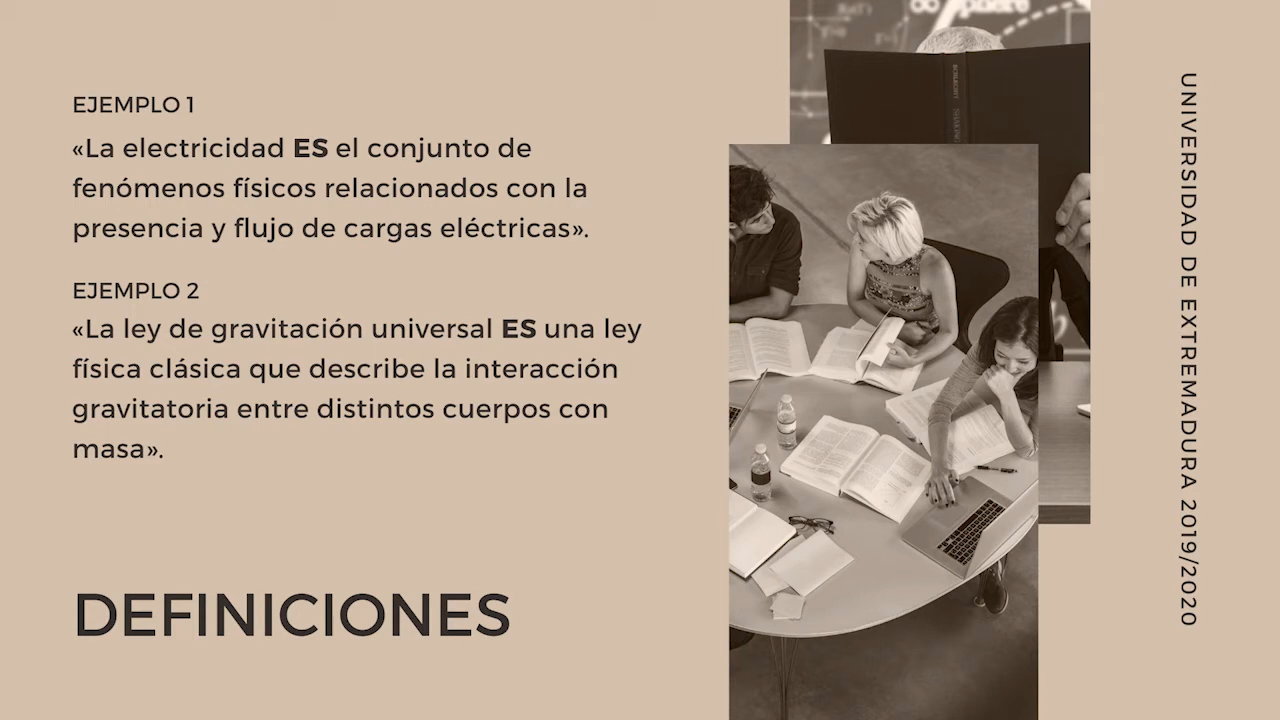 EJEMPLO 1
«La electricidad ES el conjunto de
fenómenos físicos relacionados con la
presencia y flujo de cargas eléctricas».
EJEMPLO 2
«La ley de gravitación universal ES una ley
física clásica que describe la interacción
gravitatoria entre distintos cuerpos con
masa».
DEFINICIONES
UNIVERSIDAD DE EXTREMADURA 2019/2020